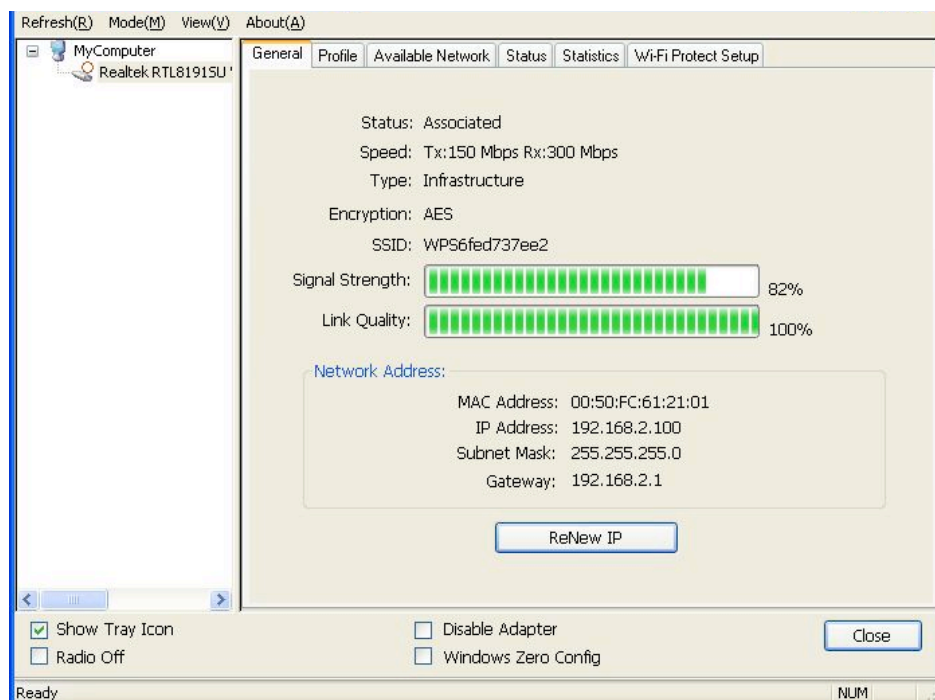 Refresh(R) Mode(M) View(V) About(A)
MyComputer
Realtek RTL8191SU '
General Profile Available Network Status Statistics Wi-Fi Protect Setup
Status: Associated
Speed: Tx:150 Mbps Rx:300 Mbps
Type: Infrastructure
Encryption: AES
SSID: WPS6fed737ee2
Signal Strength: 82%
Link Quality: 100%
Network Address:
MAC Address: 00:50:FC:61:21:01
IP Address: 192.168.2.100
Subnet Mask: 255.255.255.0
Gateway: 192.168.2.1
ReNew IP
Show Tray Icon Disable Adapter Close
Radio Off Windows Zero Config
Ready NUM